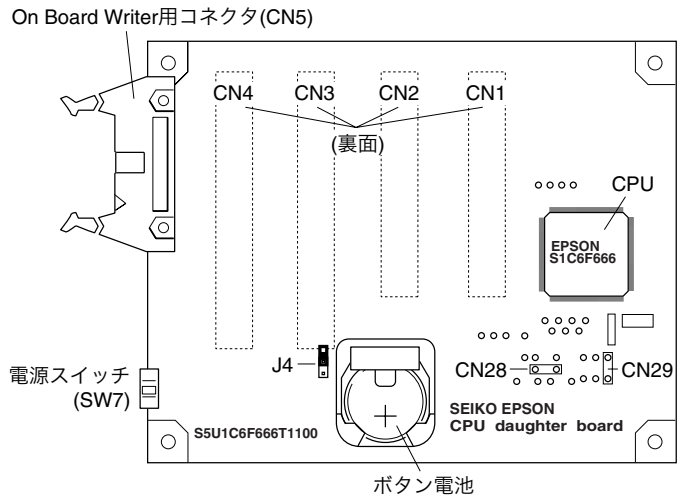 On Board Writer用コネクタ(CN5)
CN4 CN3 CN2 CN1
(裏面)
CPU
EPSON
S1C6F666
J4
CN28 CN29
電源スイッチ
(SW7)
S5U1C6F666T1100
SEIKO EPSON
CPU daughter board
ボタン電池